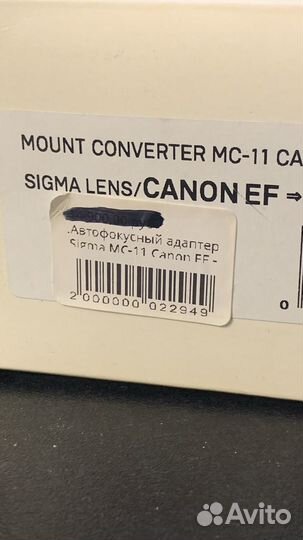 MOUNT CONVERTER MC-11 CA
SIGMA LENS/CANON EF ⇒
.Автофокусный адаптер
Sigma MC-11 Canon EF -
2 000000 022949
0
Avito